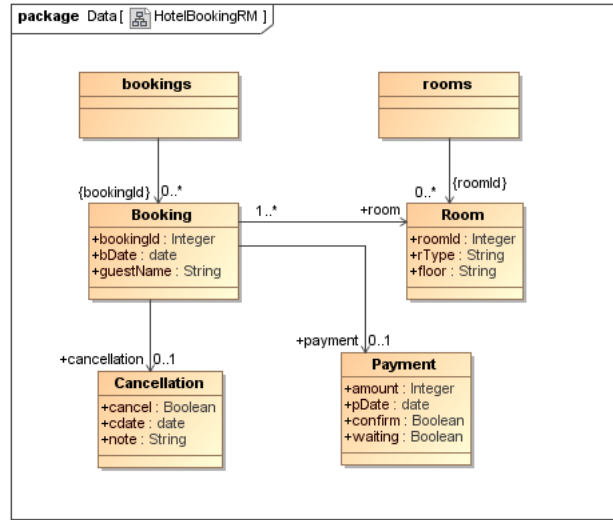 package Data [ HotelBookingRM ]
bookings
rooms
{bookingId} 0..*
0..* {roomId}
Booking
+bookingId : Integer
+bDate : date
+guestName : String
1..* +room
Room
+roomId : Integer
+rType : String
+floor : String
+cancellation 0..1
+payment 0..1
Cancellation
+cancel : Boolean
+cdate : date
+note : String
Payment
+amount : Integer
+pDate : date
+confirm : Boolean
+waiting : Boolean